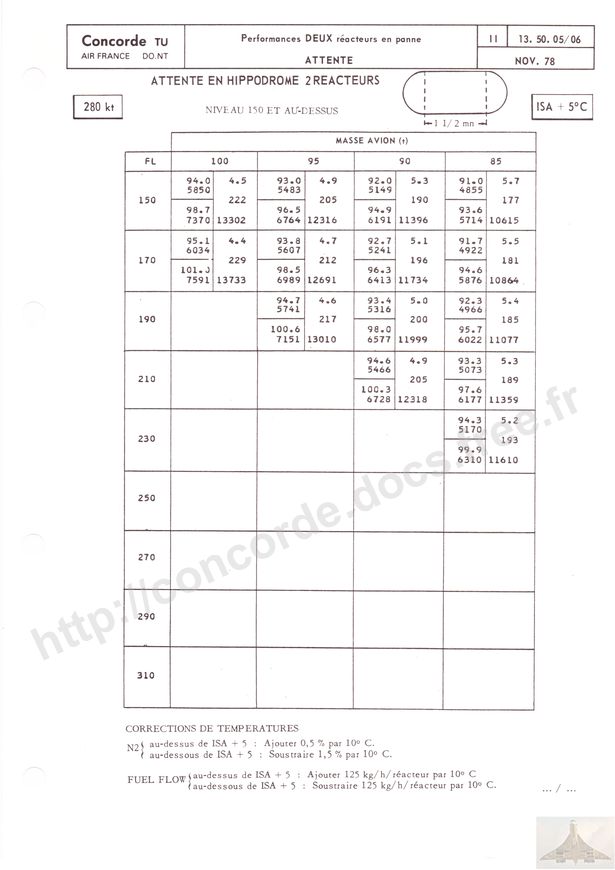 Concorde TU
AIR FRANCE DO.NT
Performances DEUX réacteurs en panne
ATTENTE
11
13. 50. 05/06
NOV. 78
ATTENTE EN HIPPODROME 2 REACTEURS
280 kt
NIVEAU 150 ET AU-DESSUS
1 1/2 mn
ISA + 5°C
MASSE AVION (t)
FL 100 95 90 85
150
94.0 4.5 93.0 4.9 92.0 5.3 91.0 5.7
5850 222 5483 205 5149 190 4855 177
98.7 96.5 94.9 93.6
7370 13302 6764 12316 6191 11396 5714 10615
170
95.1 4.4 93.8 4.7 92.7 5.1 91.7 5.5
6034 229 5607 212 5241 196 4922 181
101.0 98.5 96.3 94.6
7591 13733 6989 12691 6413 11734 5876 10864
190
94.7 4.6 93.4 5.0 92.3 5.4
5741 217 5316 200 4966 185
100.6 98.0 95.7
7151 13010 6577 11999 6022 11077
210
94.6 4.9 93.3 5.3
5466 205 5073 189
100.3 97.6
6728 12318 6177 11359
230
94.3 5.2
5170 193
99.9
6310 11610
250
270
290
310
http://concorde.docs.free.fr
CORRECTIONS DE TEMPERATURES
N2 { au-dessus de ISA + 5 : Ajouter 0,5 % par 10° C.
au-dessous de ISA + 5 : Soustraire 1,5 % par 10° C.
FUEL FLOW { au-dessus de ISA + 5 : Ajouter 125 kg/h/réacteur par 10° C
au-dessous de ISA + 5 : Soustraire 125 kg/h/réacteur par 10° C.
... / ...